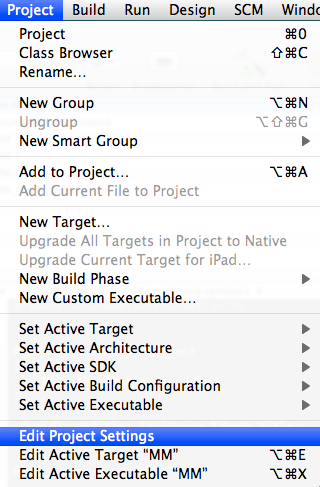 Project Build Run Design SCM Windo
Project ⌘0
Class Browser ⇧⌘C
Rename...
New Group ⌥⌘N
Ungroup ⌥⇧⌘G
New Smart Group ▶
Add to Project... ⌥⌘A
Add Current File to Project
New Target...
Upgrade All Targets in Project to Native
Upgrade Current Target for iPad...
New Build Phase ▶
New Custom Executable...
Set Active Target ▶
Set Active Architecture ▶
Set Active SDK ▶
Set Active Build Configuration ▶
Set Active Executable ▶
Edit Project Settings
Edit Active Target “MM” ⌥⌘E
Edit Active Executable “MM” ⌥⌘X